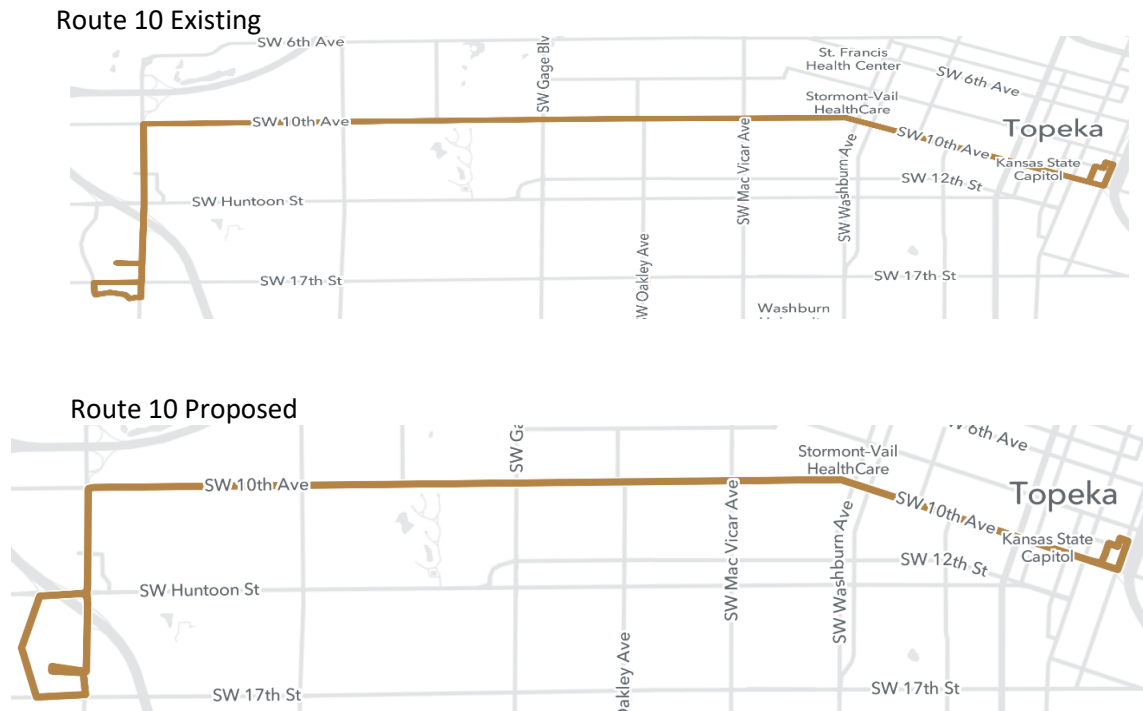 Route 10 Existing
SW 6th Ave
SW Gage Blv
St. Francis
Health Center
SW 6th Ave
Stormont-Vail
HealthCare
SW 10th Ave
SW 10th Ave
Topeka
Kansas State
Capitol
SW Mac Vicar Ave
SW Washburn Ave
SW 12th St
SW Huntoon St
SW Oakley Ave
SW 17th St
SW 17th St
Washburn
Route 10 Proposed
SW Ga
6th Ave
Stormont-Vail
HealthCare
SW 10th Ave
SW 10th Ave
Topeka
Kansas State
Capitol
SW Mac Vicar Ave
SW Washburn Ave
SW 12th St
SW Huntoon St
Oakley Ave
SW 17th St
SW 17th St